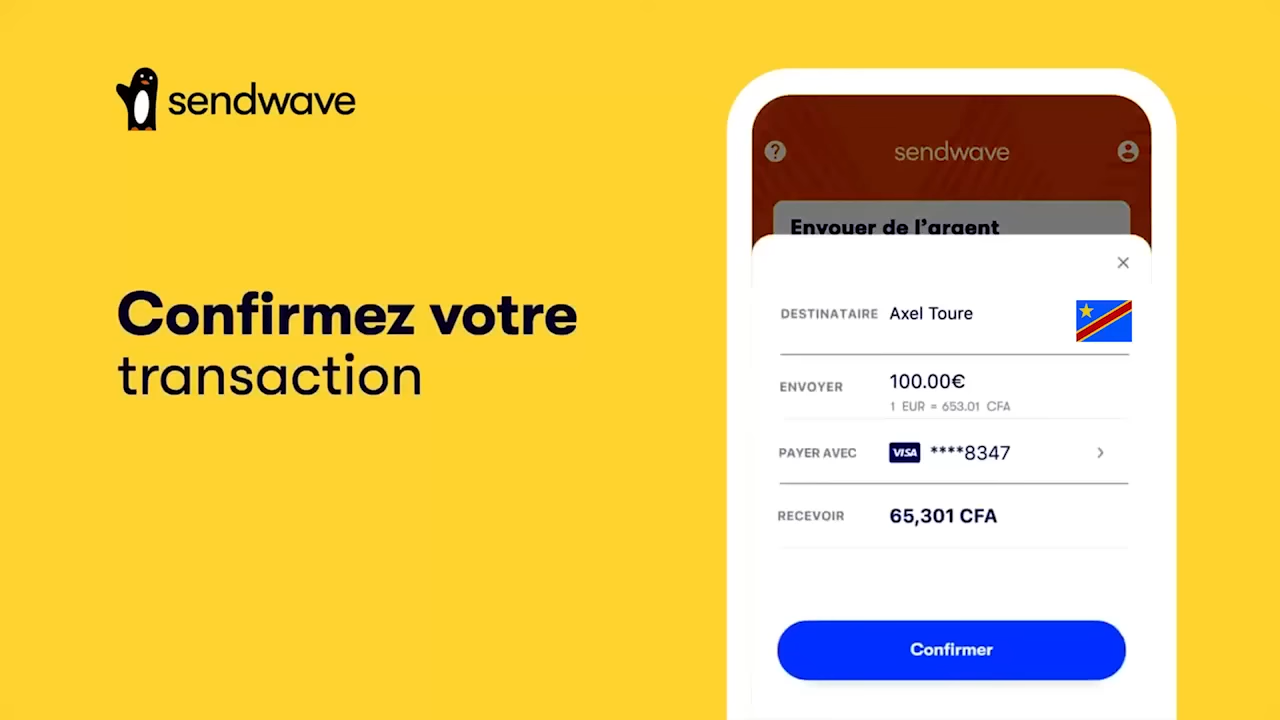 sendwave
Confirmez votre
transaction
sendwave
Envoyer de l'argent
DESTINATAIRE Axel Toure
ENVOYER 100.00€
1 EUR = 653.01 CFA
PAYER AVEC VISA ****8347
RECEVOIR 65,301 CFA
Confirmer